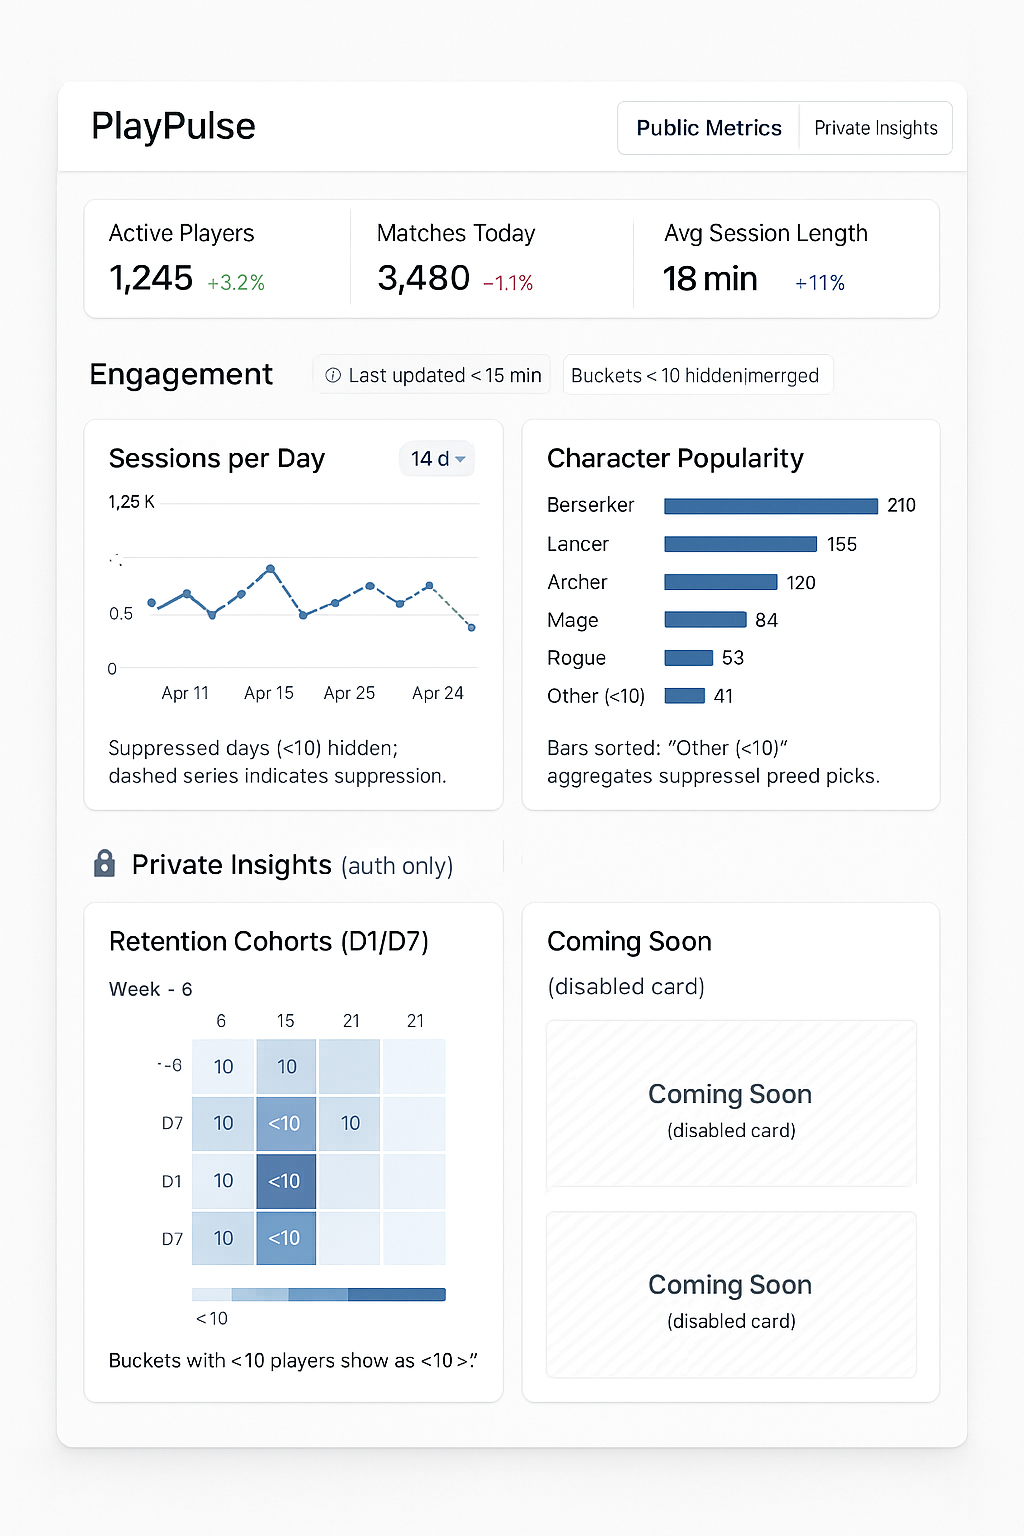 PlayPulse
Public Metrics
Private Insights
Active Players
1,245 +3.2%
Matches Today
3,480 −1.1%
Avg Session Length
18 min +11%
Engagement
Last updated <15 min
Buckets <10 hidden|merrged
Sessions per Day
14 d
1,25 K
0.5
0
Apr 11 Apr 15 Apr 25 Apr 24
Suppressed days (<10) hidden;
dashed series indicates suppression.
Character Popularity
Berserker 210
Lancer 155
Archer 120
Mage 84
Rogue 53
Other (<10) 41
Bars sorted: "Other (<10)"
aggregates suppressel preed picks.
Private Insights (auth only)
Retention Cohorts (D1/D7)
Week - 6
6 15 21 21
--6 10 10
D7 10 <10 10
D1 10 <10
D7 10 <10
<10
Buckets with <10 players show as <10>."
Coming Soon
(disabled card)
Coming Soon
(disabled card)
Coming Soon
(disabled card)